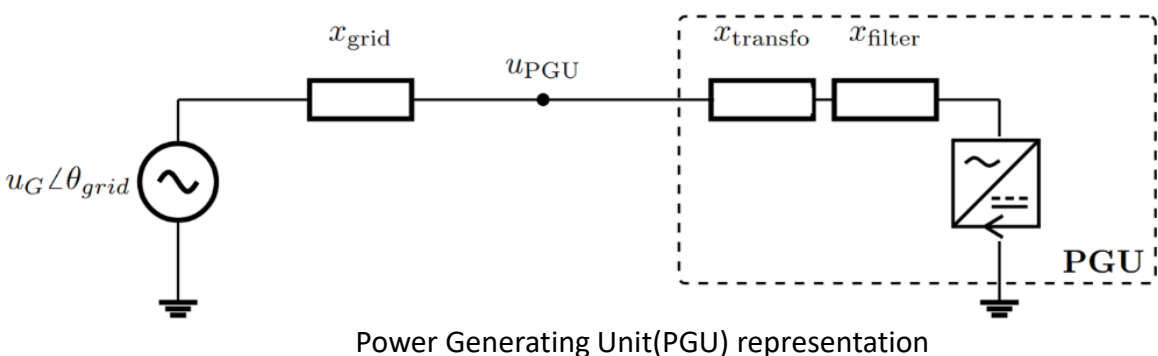 x_grid
x_transfo
x_filter
u_PGU
u_G∠θ_grid
PGU
Power Generating Unit(PGU) representation